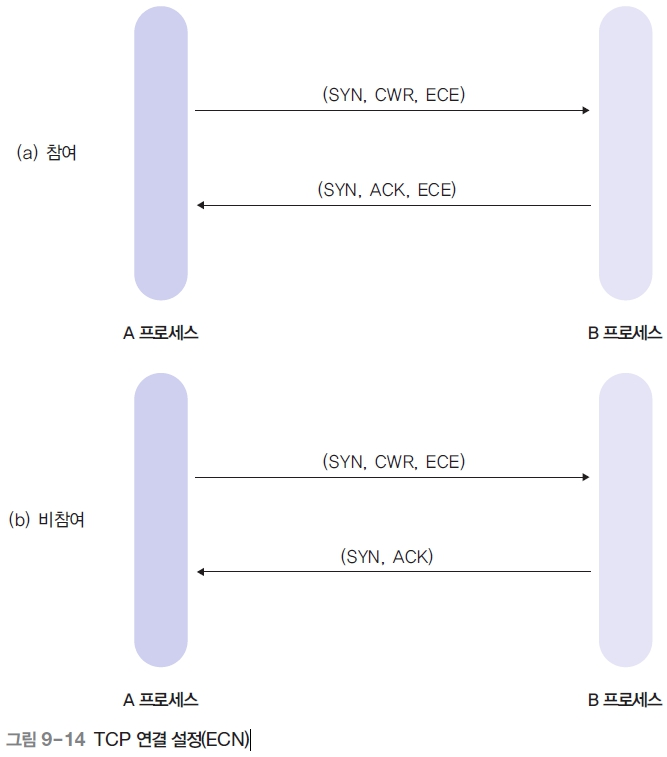 (SYN, CWR, ECE)
(a) 참여
(SYN, ACK, ECE)
A 프로세스
B 프로세스
(SYN, CWR, ECE)
(b) 비참여
(SYN, ACK)
A 프로세스
B 프로세스
그림 9-14 TCP 연결 설정(ECN)